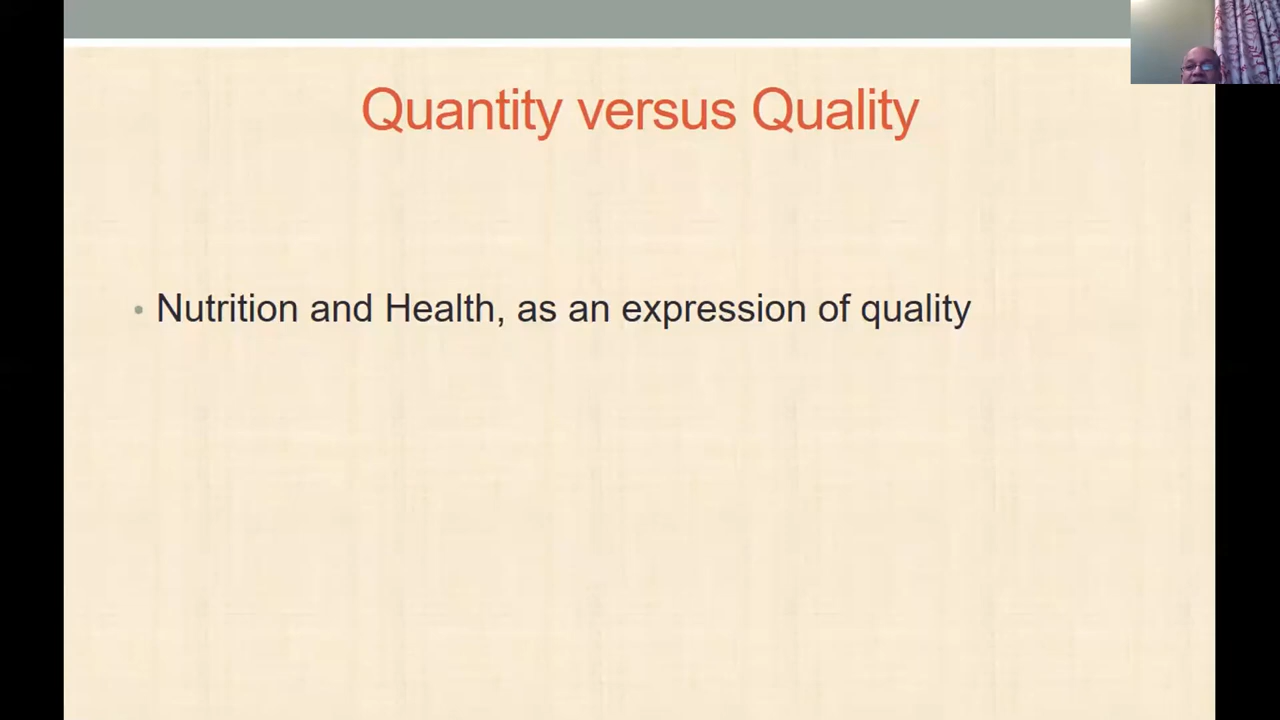 Quantity versus Quality
• Nutrition and Health, as an expression of quality